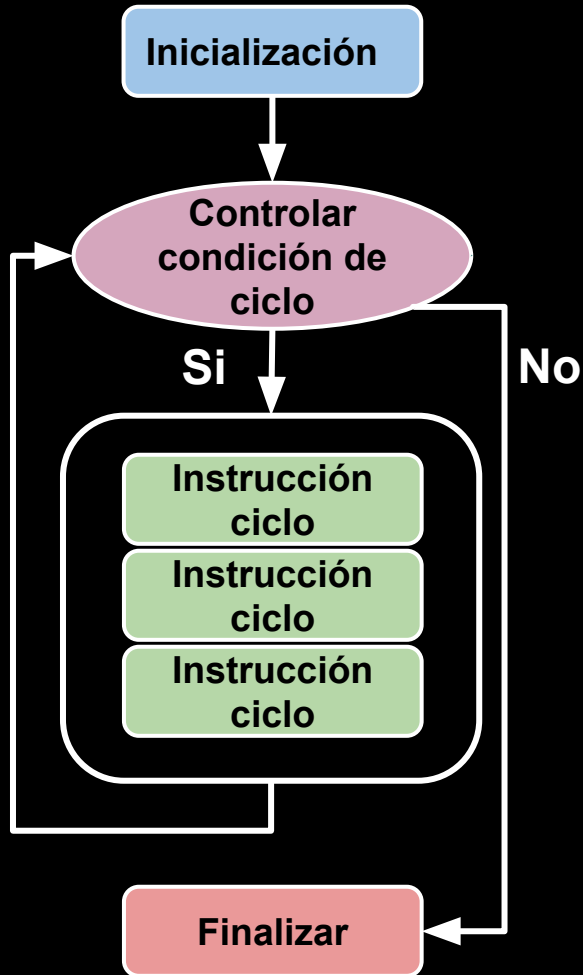 Inicialización
Controlar
condición de
ciclo
Si
No
Instrucción
ciclo
Instrucción
ciclo
Instrucción
ciclo
Finalizar